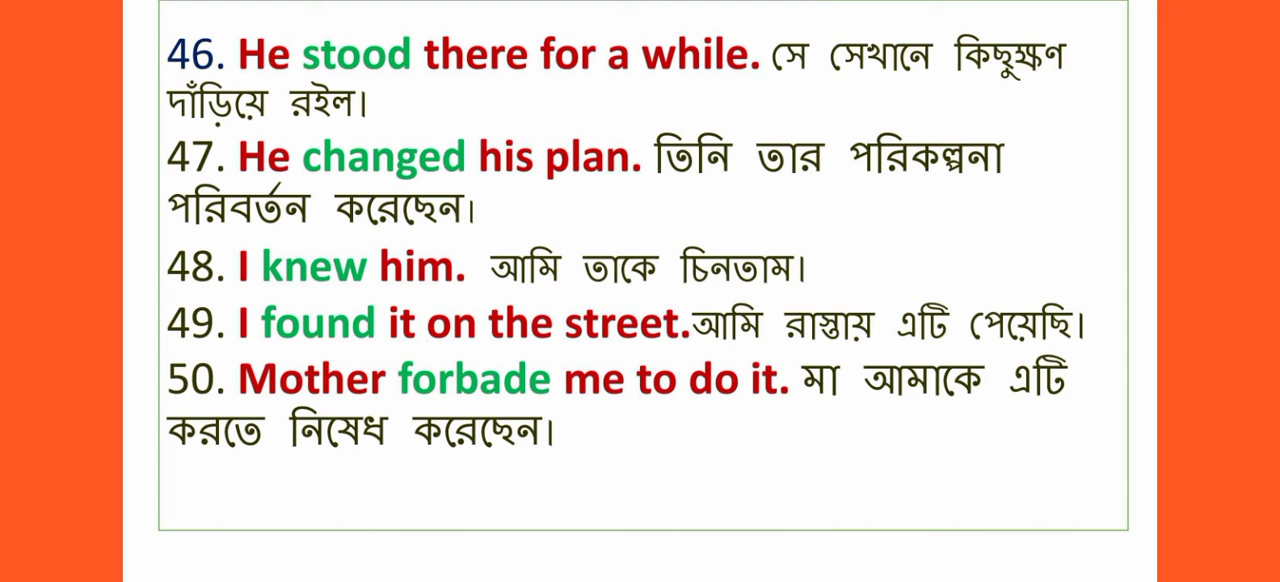 46. He stood there for a while. সে সেখানে কিছুক্ষণ
দাঁড়িয়ে রইল।
47. He changed his plan. তিনি তার পরিকল্পনা
পরিবর্তন করেছেন।
48. I knew him. আমি তাকে চিনতাম।
49. I found it on the street.আমি রাস্তায় এটি পেয়েছি।
50. Mother forbade me to do it. মা আমাকে এটি
করতে নিষেধ করেছেন।